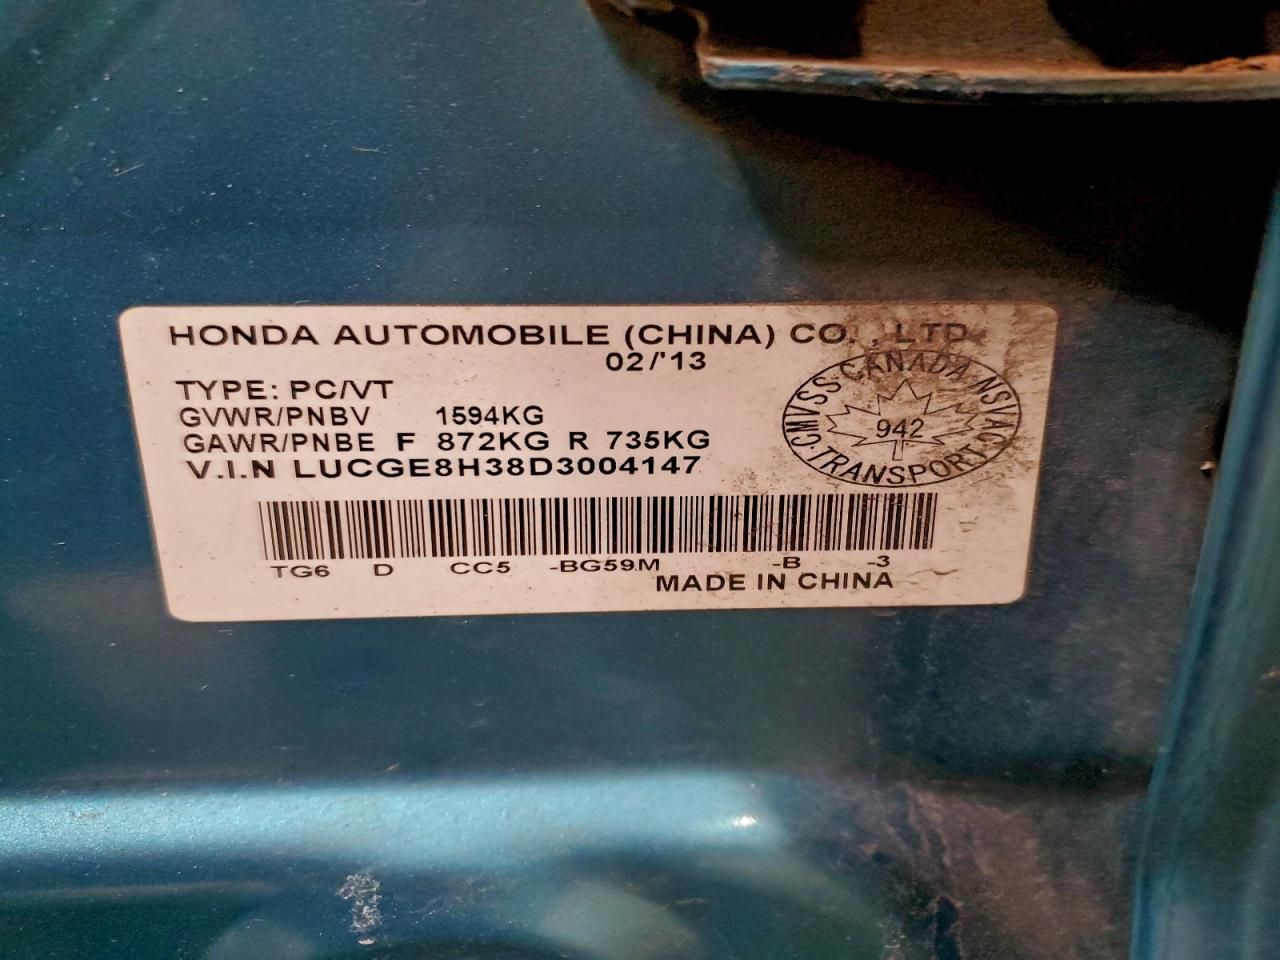 HONDA AUTOMOBILE (CHINA) CO., LTD.
02/'13
TYPE: PC/VT
GVWR/PNBV 1594KG
GAWR/PNBE F 872KG R 735KG
V.I.N LUCGE8H38D3004147
CANADA
CMVSS NSVAC
942
TRANSPORT
TG6 D CC5 -BG59M -B -3
MADE IN CHINA